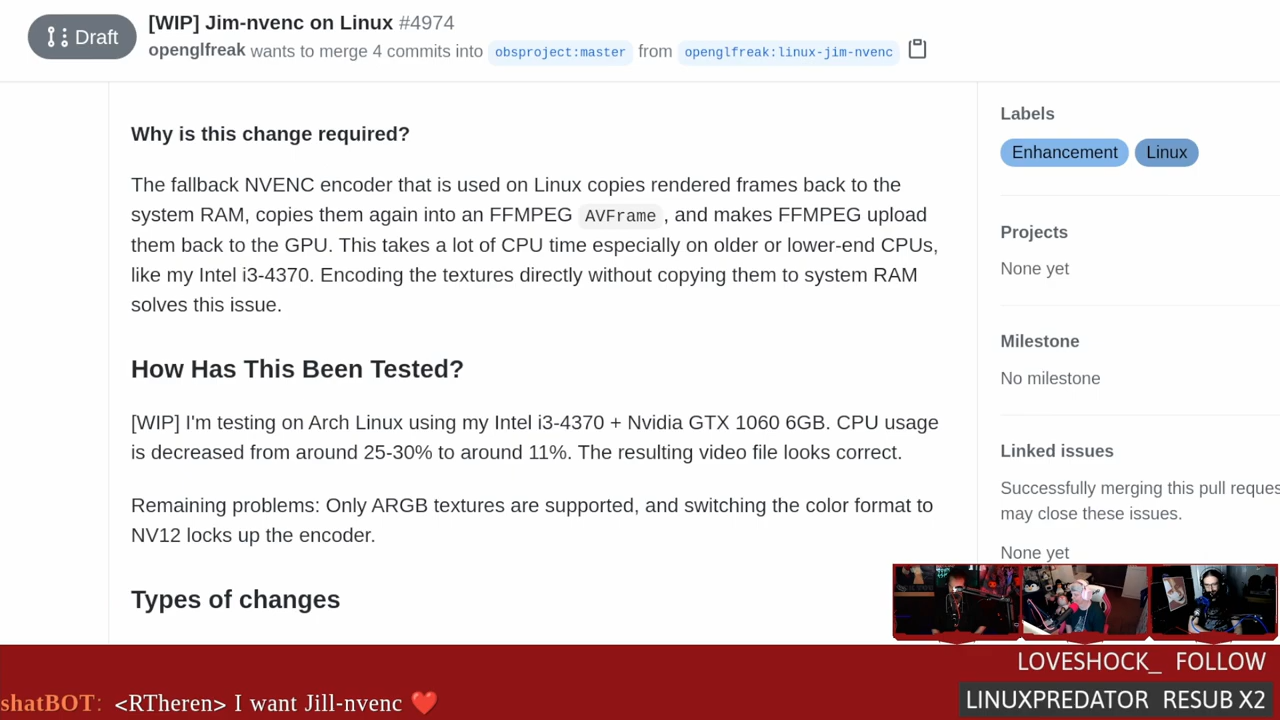 Draft
[WIP] Jim-nvenc on Linux #4974
openglfreak wants to merge 4 commits into obsproject:master from openglfreak:linux-jim-nvenc
Why is this change required?
The fallback NVENC encoder that is used on Linux copies rendered frames back to the
system RAM, copies them again into an FFMPEG AVFrame , and makes FFMPEG upload
them back to the GPU. This takes a lot of CPU time especially on older or lower-end CPUs,
like my Intel i3-4370. Encoding the textures directly without copying them to system RAM
solves this issue.
How Has This Been Tested?
[WIP] I'm testing on Arch Linux using my Intel i3-4370 + Nvidia GTX 1060 6GB. CPU usage
is decreased from around 25-30% to around 11%. The resulting video file looks correct.
Remaining problems: Only ARGB textures are supported, and switching the color format to
NV12 locks up the encoder.
Types of changes
Labels
Enhancement Linux
Projects
None yet
Milestone
No milestone
Linked issues
Successfully merging this pull reques
may close these issues.
None yet
LOVESHOCK_ FOLLOW
LINUXPREDATOR RESUB X2
shatBOT: <RTheren> I want Jill-nvenc ❤️